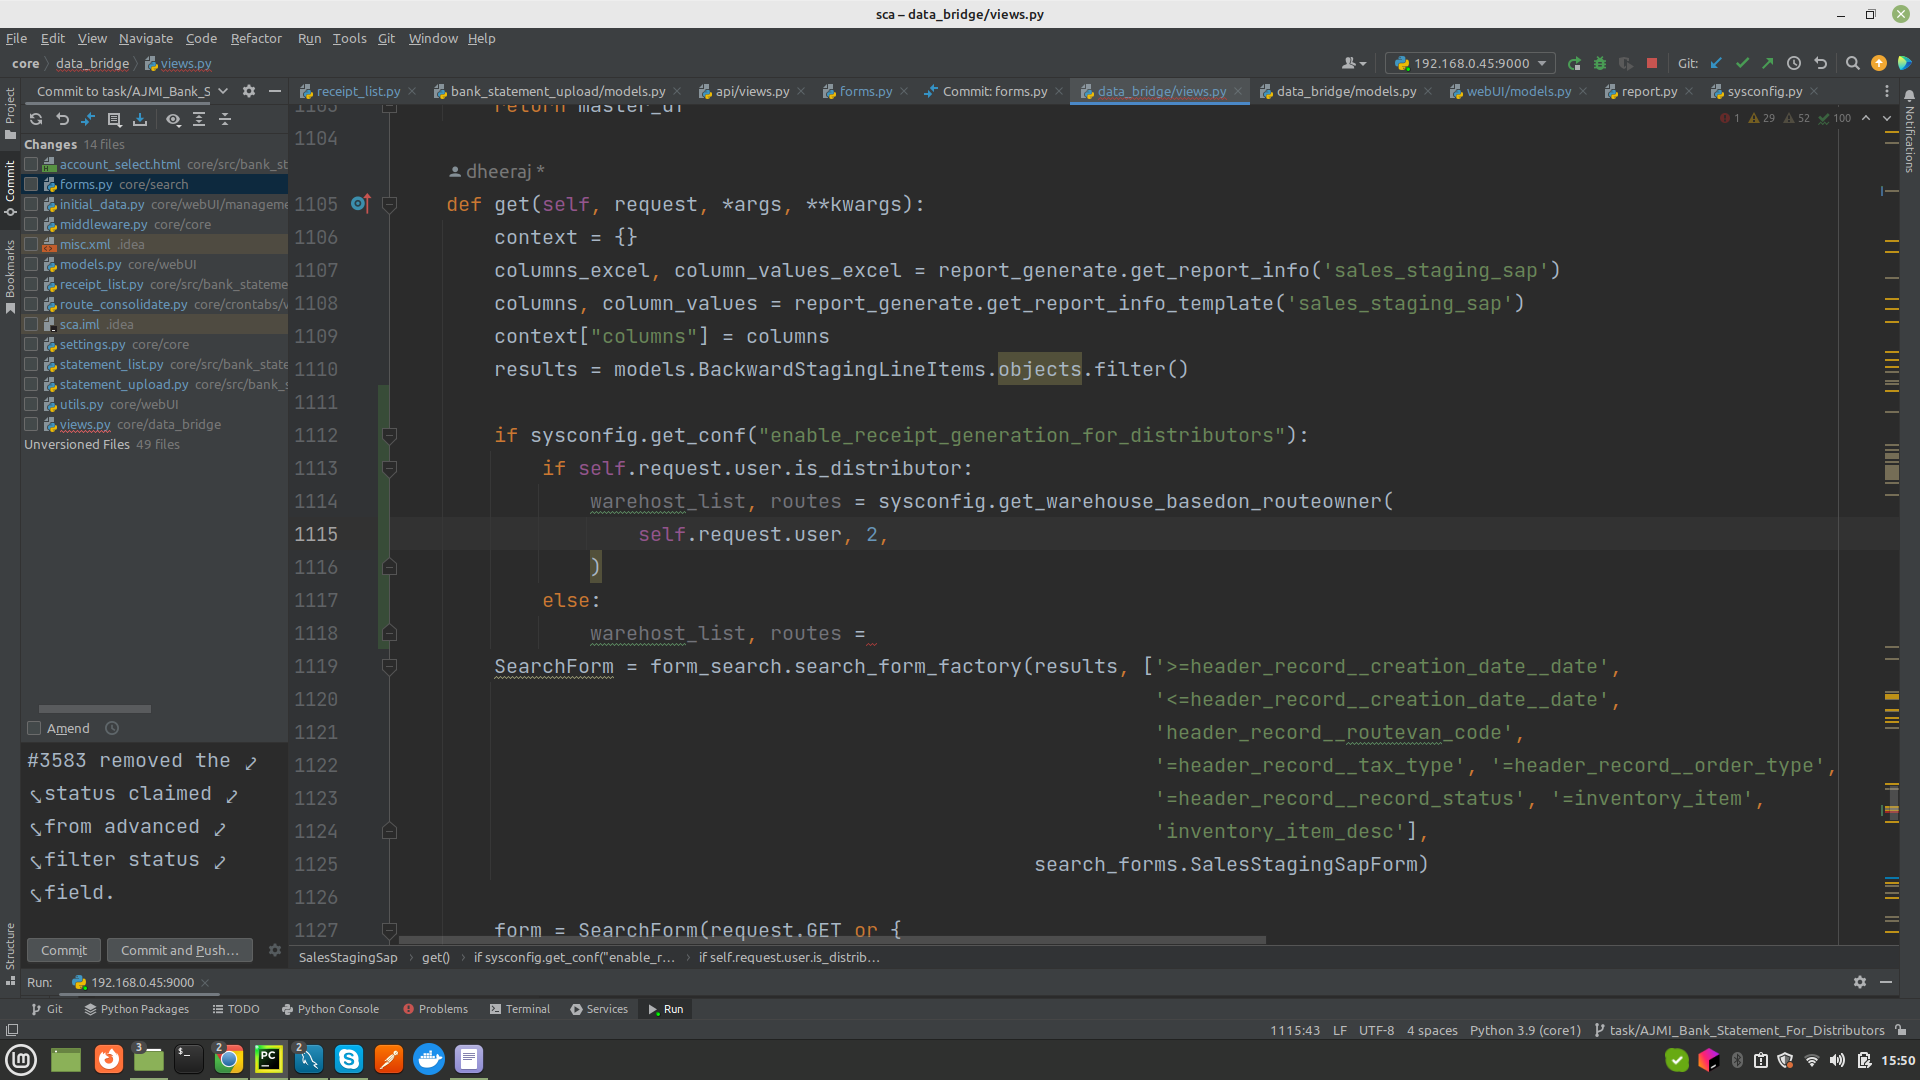 sca – data_bridge/views.py
File Edit View Navigate Code Refactor Run Tools Git Window Help
core data_bridge views.py
192.168.0.45:9000
Git:
Commit to task/AJMI_Bank_S
receipt_list.py bank_statement_upload/models.py api/views.py forms.py Commit: forms.py data_bridge/views.py data_bridge/models.py webUI/models.py report.py sysconfig.py
Project
Commit
Bookmarks
Structure
Notifications
Changes 14 files
account_select.html core/src/bank_st
forms.py core/search
initial_data.py core/webUI/manageme
middleware.py core/core
misc.xml .idea
models.py core/webUI
receipt_list.py core/src/bank_stateme
route_consolidate.py core/crontabs/v
sca.iml .idea
settings.py core/core
statement_list.py core/src/bank_state
statement_upload.py core/src/bank_s
utils.py core/webUI
views.py core/data_bridge
Unversioned Files 49 files
Amend
#3583 removed the
status claimed
from advanced
filter status
field.
Commit Commit and Push...
1 29 52 100
1103 return master_df
1104
dheeraj *
1105 def get(self, request, *args, **kwargs):
1106 context = {}
1107 columns_excel, column_values_excel = report_generate.get_report_info('sales_staging_sap')
1108 columns, column_values = report_generate.get_report_info_template('sales_staging_sap')
1109 context["columns"] = columns
1110 results = models.BackwardStagingLineItems.objects.filter()
1111
1112 if sysconfig.get_conf("enable_receipt_generation_for_distributors"):
1113 if self.request.user.is_distributor:
1114 warehost_list, routes = sysconfig.get_warehouse_basedon_routeowner(
1115 self.request.user, 2,
1116 )
1117 else:
1118 warehost_list, routes =
1119 SearchForm = form_search.search_form_factory(results, ['>=header_record__creation_date__date',
1120 '<=header_record__creation_date__date',
1121 'header_record__routevan_code',
1122 '=header_record__tax_type', '=header_record__order_type',
1123 '=header_record__record_status', '=inventory_item',
1124 'inventory_item_desc'],
1125 search_forms.SalesStagingSapForm)
1126
1127 form = SearchForm(request.GET or {
SalesStagingSap get() if sysconfig.get_conf("enable_r... if self.request.user.is_distrib...
Run: 192.168.0.45:9000
Git Python Packages TODO Python Console Problems Terminal Services Run
1115:43 LF UTF-8 4 spaces Python 3.9 (core1) task/AJMI_Bank_Statement_For_Distributors
3 2 PC 2 15:50